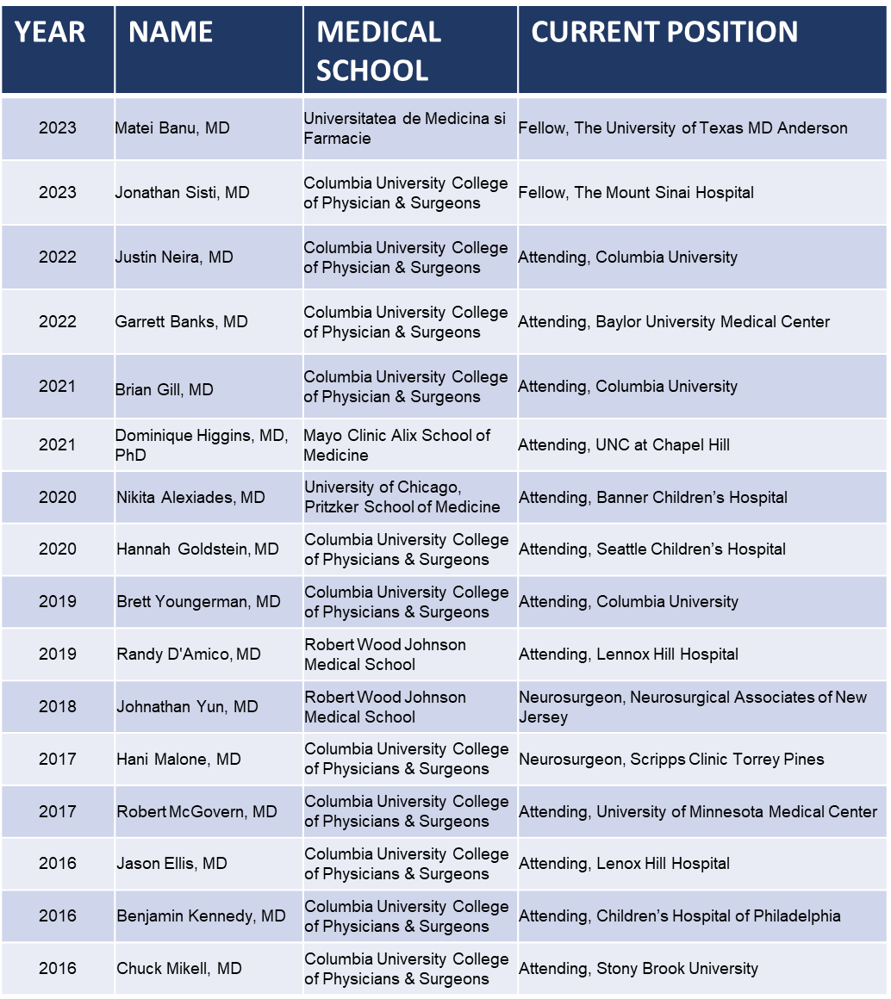 YEAR NAME MEDICAL SCHOOL CURRENT POSITION
2023 Matei Banu, MD Universitatea de Medicina si Farmacie Fellow, The University of Texas MD Anderson
2023 Jonathan Sisti, MD Columbia University College of Physician & Surgeons Fellow, The Mount Sinai Hospital
2022 Justin Neira, MD Columbia University College of Physician & Surgeons Attending, Columbia University
2022 Garrett Banks, MD Columbia University College of Physician & Surgeons Attending, Baylor University Medical Center
2021 Brian Gill, MD Columbia University College of Physician & Surgeons Attending, Columbia University
2021 Dominique Higgins, MD, PhD Mayo Clinic Alix School of Medicine Attending, UNC at Chapel Hill
2020 Nikita Alexiades, MD University of Chicago, Pritzker School of Medicine Attending, Banner Children’s Hospital
2020 Hannah Goldstein, MD Columbia University College of Physicians & Surgeons Attending, Seattle Children’s Hospital
2019 Brett Youngerman, MD Columbia University College of Physicians & Surgeons Attending, Columbia University
2019 Randy D'Amico, MD Robert Wood Johnson Medical School Attending, Lennox Hill Hospital
2018 Johnathan Yun, MD Robert Wood Johnson Medical School Neurosurgeon, Neurosurgical Associates of New Jersey
2017 Hani Malone, MD Columbia University College of Physicians & Surgeons Neurosurgeon, Scripps Clinic Torrey Pines
2017 Robert McGovern, MD Columbia University College of Physicians & Surgeons Attending, University of Minnesota Medical Center
2016 Jason Ellis, MD Columbia University College of Physicians & Surgeons Attending, Lenox Hill Hospital
2016 Benjamin Kennedy, MD Columbia University College of Physicians & Surgeons Attending, Children’s Hospital of Philadelphia
2016 Chuck Mikell, MD Columbia University College of Physicians & Surgeons Attending, Stony Brook University